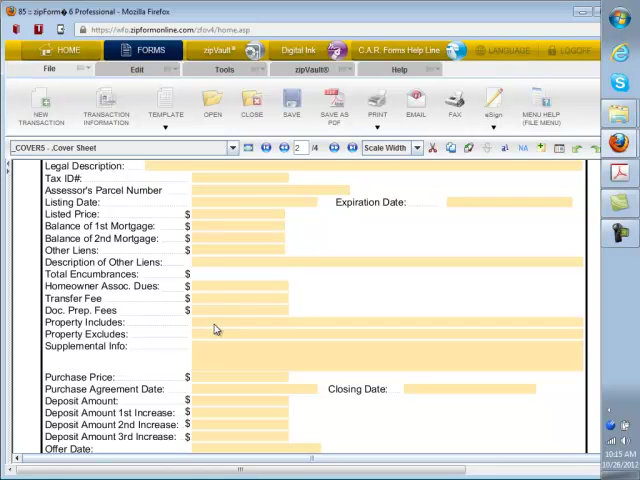 85 :: zipForm� 6 Professional - Mozilla Firefox
https://wfo.zipformonline.com/zfov4/home.asp
HOME FORMS zipVault® Digital Ink C.A.R. Forms Help Line LANGUAGE LOGOFF
File Edit Tools zipVault® Help
NEW TRANSACTION TRANSACTION INFORMATION TEMPLATE OPEN CLOSE SAVE SAVE AS PDF PRINT EMAIL FAX eSign MENU HELP (FILE MENU)
_COVERS - .Cover Sheet 2 /4 Scale Width
Legal Description:
Tax ID#:
Assessor's Parcel Number
Listing Date: Expiration Date:
Listed Price: $
Balance of 1st Mortgage: $
Balance of 2nd Mortgage: $
Other Liens: $
Description of Other Liens:
Total Encumbrances: $
Homeowner Assoc. Dues: $
Transfer Fee $
Doc. Prep. Fees $
Property Includes:
Property Excludes:
Supplemental Info:
Purchase Price: $
Purchase Agreement Date: Closing Date:
Deposit Amount: $
Deposit Amount 1st Increase: $
Deposit Amount 2nd Increase: $
Deposit Amount 3rd Increase: $
Offer Date:
10:15 AM
10/26/2012